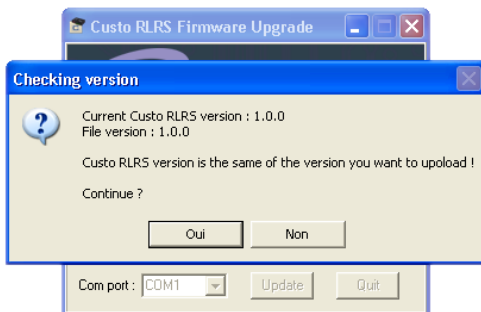 Custo RLRS Firmware Upgrade
Checking version
Current Custo RLRS version : 1.0.0
File version : 1.0.0
Custo RLRS version is the same of the version you want to upoload !
Continue ?
Oui Non
Com port : COM1 Update Quit